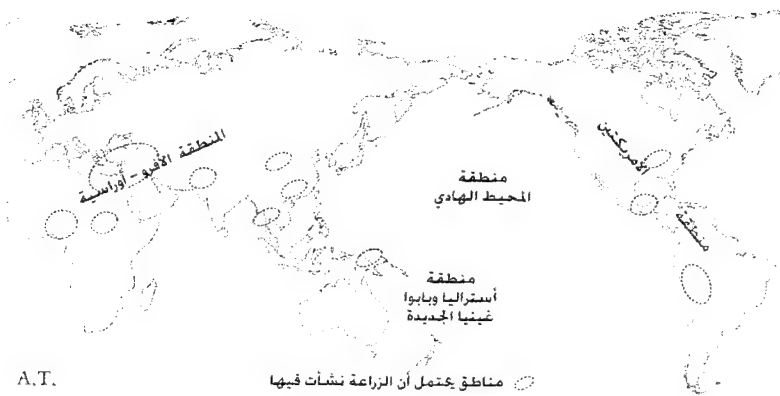 المنطقة الأفرو - أوراسية
منطقة
المحيط الهادي
الأمريكتين
منطقة
منطقة
أستراليا وبابوا
غينيا الجديدة
A.T.
مناطق يحتمل أن الزراعة نشأت فيها